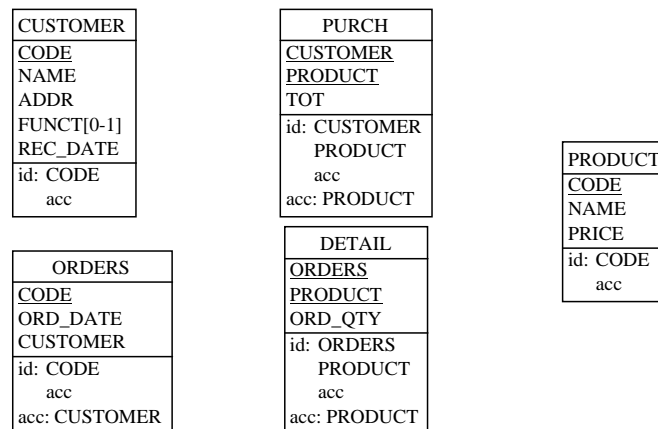 CUSTOMER
CODE
NAME
ADDR
FUNCT[0-1]
REC_DATE
id: CODE
acc
PURCH
CUSTOMER
PRODUCT
TOT
id: CUSTOMER
PRODUCT
acc
acc: PRODUCT
PRODUCT
CODE
NAME
PRICE
id: CODE
acc
ORDERS
CODE
ORD_DATE
CUSTOMER
id: CODE
acc
acc: CUSTOMER
DETAIL
ORDERS
PRODUCT
ORD_QTY
id: ORDERS
PRODUCT
acc
acc: PRODUCT